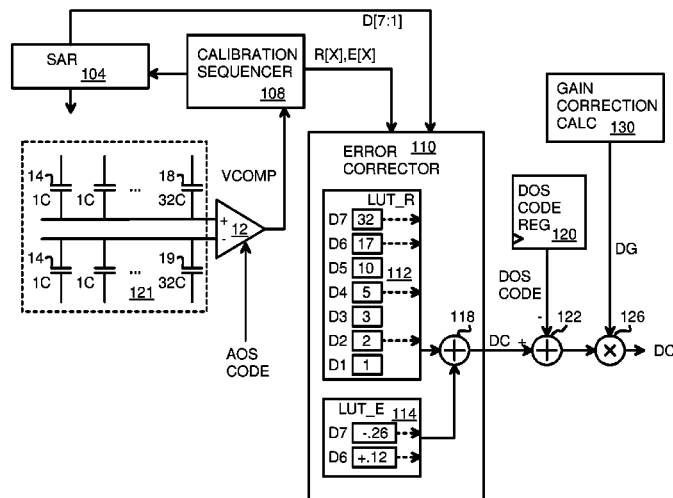 D[7:1]
SAR
104
CALIBRATION
SEQUENCER
108
R[X],E[X]
GAIN
CORRECTION
CALC 130
ERROR 110
CORRECTOR
14
1C
1C
...
18
32C
VCOMP
+
-
12
14
1C
1C
...
19
32C
121
AOS
CODE
LUT_R
D7 32
D6 17
D5 10
112
D4 5
D3 3
D2 2
D1 1
LUT_E
114
D7 -.26
D6 +.12
118
DC
DOS
CODE
REG 120
DOS
CODE
-
+
122
DG
126
DC